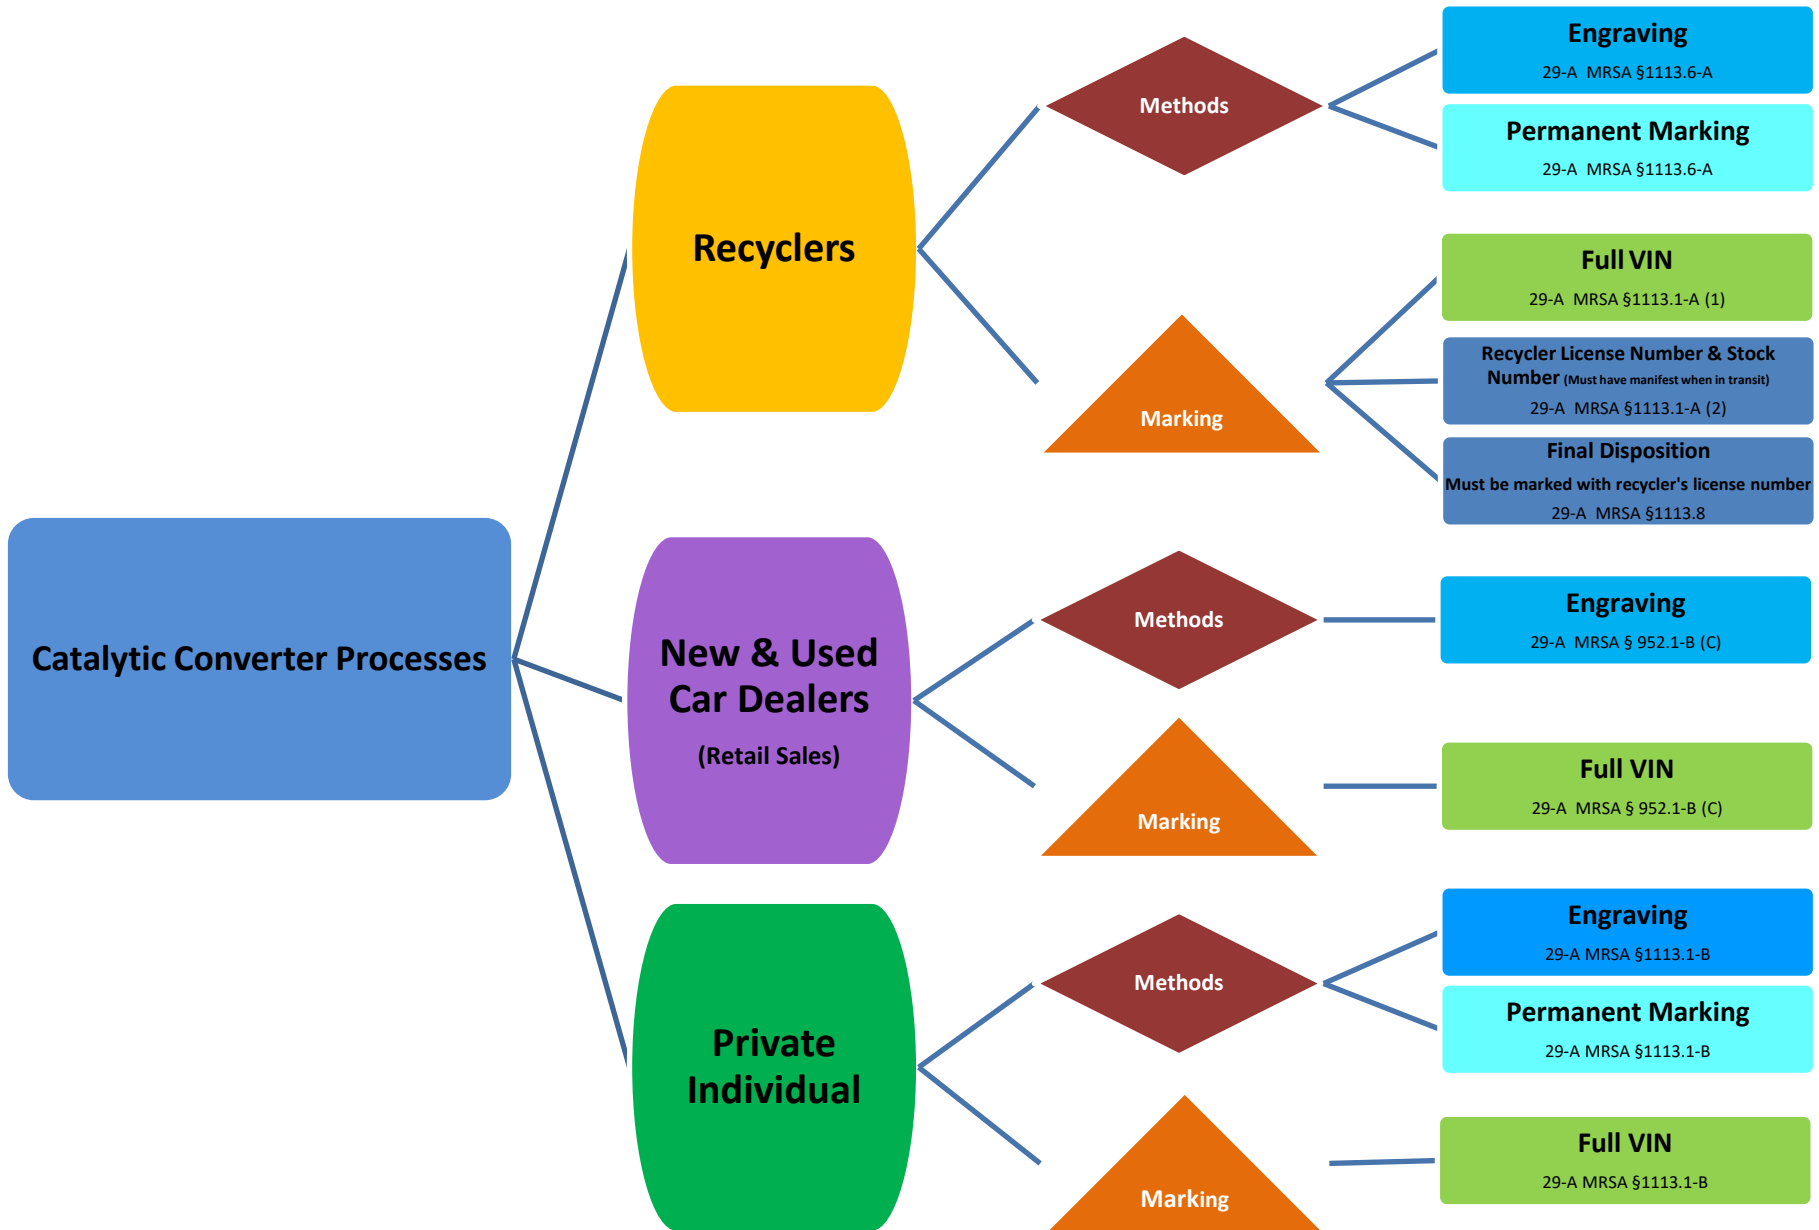 Catalytic Converter Processes
Recyclers
Methods
Engraving
29-A  MRSA §1113.6-A
Permanent Marking
29-A  MRSA §1113.6-A
Marking
Full VIN
29-A  MRSA §1113.1-A (1)
Recycler License Number & Stock
Number (Must have manifest when in transit)
29-A  MRSA §1113.1-A (2)
Final Disposition
Must be marked with recycler's license number
29-A  MRSA §1113.8
New & Used
Car Dealers
(Retail Sales)
Methods
Engraving
29-A  MRSA § 952.1-B (C)
Marking
Full VIN
29-A  MRSA § 952.1-B (C)
Private
Individual
Methods
Engraving
29-A MRSA §1113.1-B
Permanent Marking
29-A MRSA §1113.1-B
Marking
Full VIN
29-A MRSA §1113.1-B